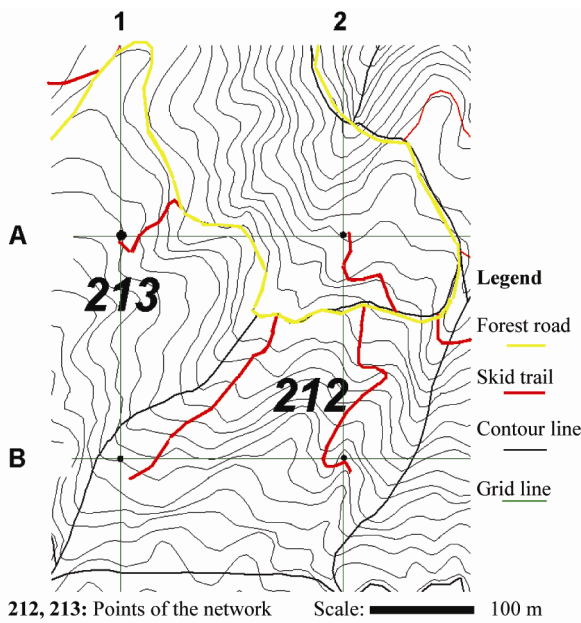 1 2
A
213
Legend
Forest road
Skid trail
212
Contour line
B
Grid line
212, 213: Points of the network Scale: 100 m